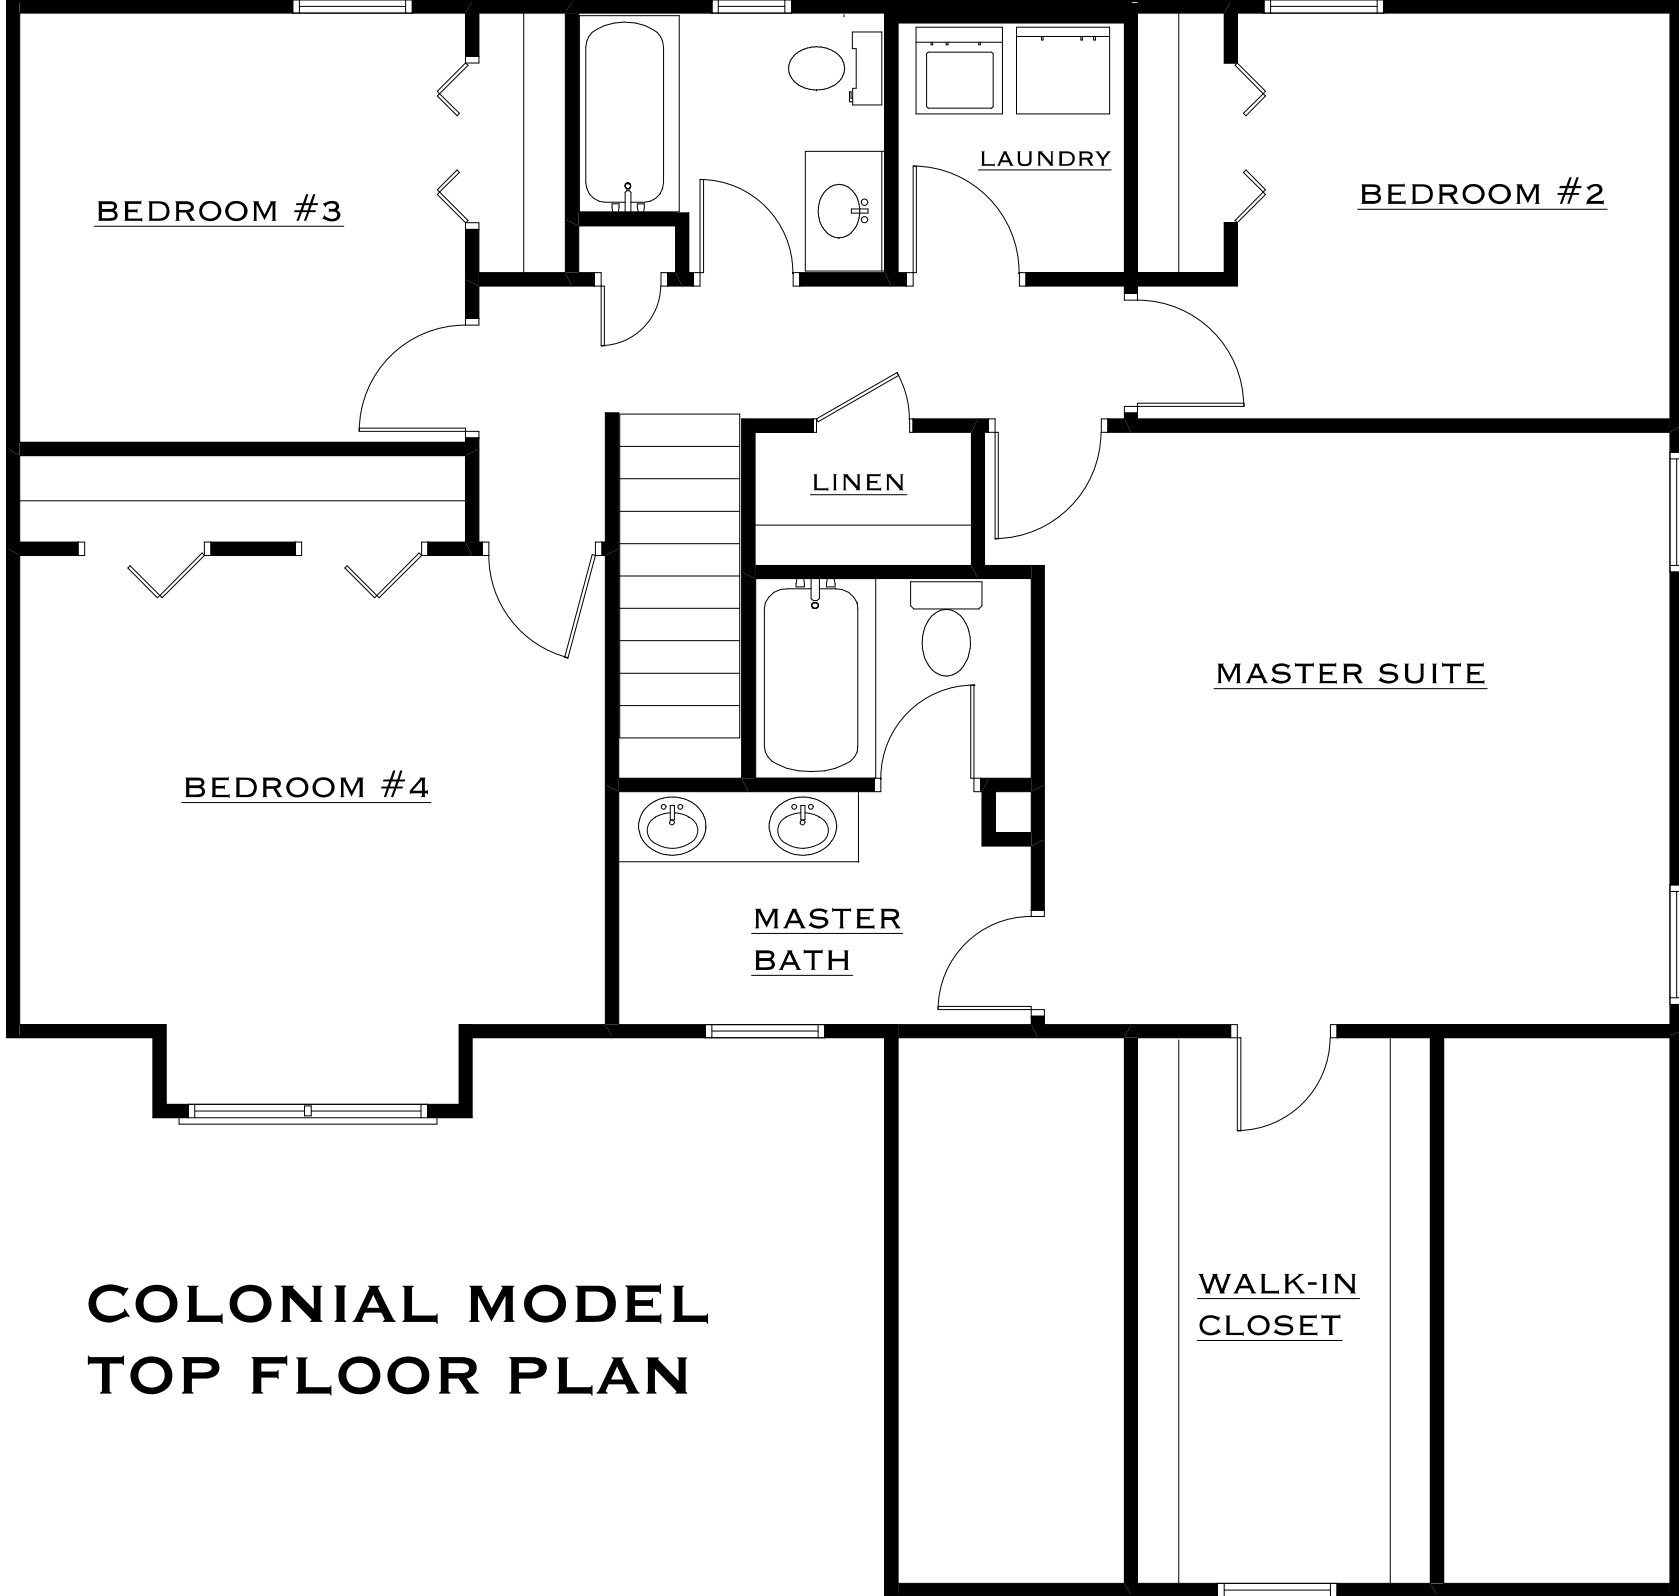 LAUNDRY
BEDROOM #3
BEDROOM #2
LINEN
MASTER SUITE
BEDROOM #4
MASTER
BATH
WALK-IN
CLOSET
COLONIAL MODEL
TOP FLOOR PLAN